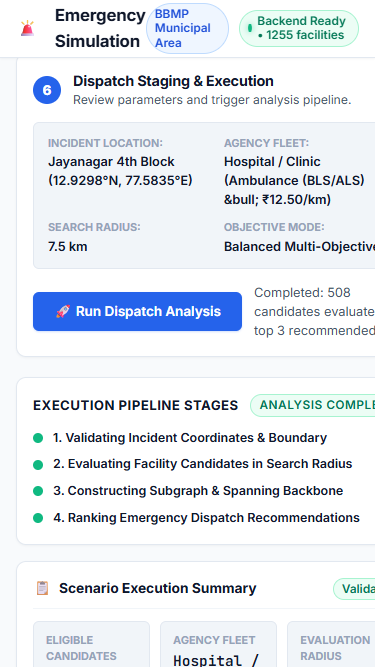 Emergency Simulation
BBMP Municipal Area
Backend Ready • 1255 facilities
6
Dispatch Staging & Execution
Review parameters and trigger analysis pipeline.
INCIDENT LOCATION:
Jayanagar 4th Block
(12.9298°N, 77.5835°E)
AGENCY FLEET:
Hospital / Clinic
(Ambulance (BLS/ALS)
&bull; ₹12.50/km)
SEARCH RADIUS:
7.5 km
OBJECTIVE MODE:
Balanced Multi-Objective
🚀 Run Dispatch Analysis
Completed: 508
candidates evaluate
top 3 recommended
EXECUTION PIPELINE STAGES
ANALYSIS COMPLE
1. Validating Incident Coordinates & Boundary
2. Evaluating Facility Candidates in Search Radius
3. Constructing Subgraph & Spanning Backbone
4. Ranking Emergency Dispatch Recommendations
Scenario Execution Summary
Valida
ELIGIBLE
CANDIDATES
AGENCY FLEET
Hospital /
EVALUATION
RADIUS